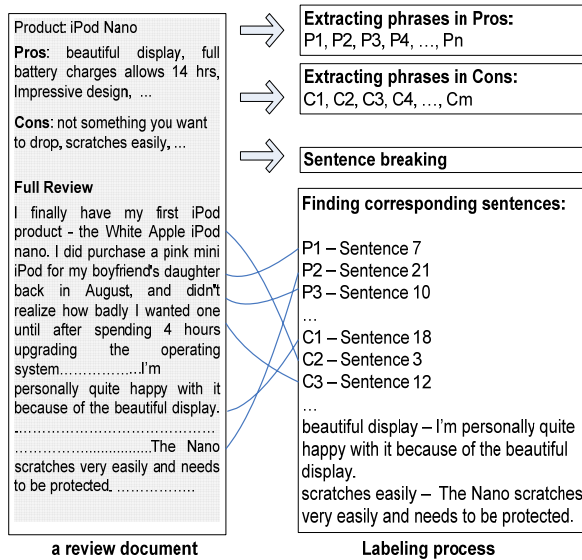 Product: iPod Nano
Pros: beautiful display, full
battery charges allows 14 hrs,
Impressive design, ...
Cons: not something you want
to drop, scratches easily, ...
Full Review
I finally have my first iPod
product - the White Apple iPod
nano. I did purchase a pink mini
iPod for my boyfriend's daughter
back in August, and didn't
realize how badly I wanted one
until after spending 4 hours
upgrading the operating
system………………..I'm
personally quite happy with it
because of the beautiful display.
…………………………………………
………………......................The Nano
scratches very easily and needs
to be protected. ………………
a review document
Extracting phrases in Pros:
P1, P2, P3, P4, …, Pn
Extracting phrases in Cons:
C1, C2, C3, C4, …, Cm
Sentence breaking
Finding corresponding sentences:
P1 – Sentence 7
P2 – Sentence 21
P3 – Sentence 10
…
C1 – Sentence 18
C2 – Sentence 3
C3 – Sentence 12
…
beautiful display – I'm personally quite
happy with it because of the beautiful
display.
scratches easily – The Nano scratches
very easily and needs to be protected.
Labeling process